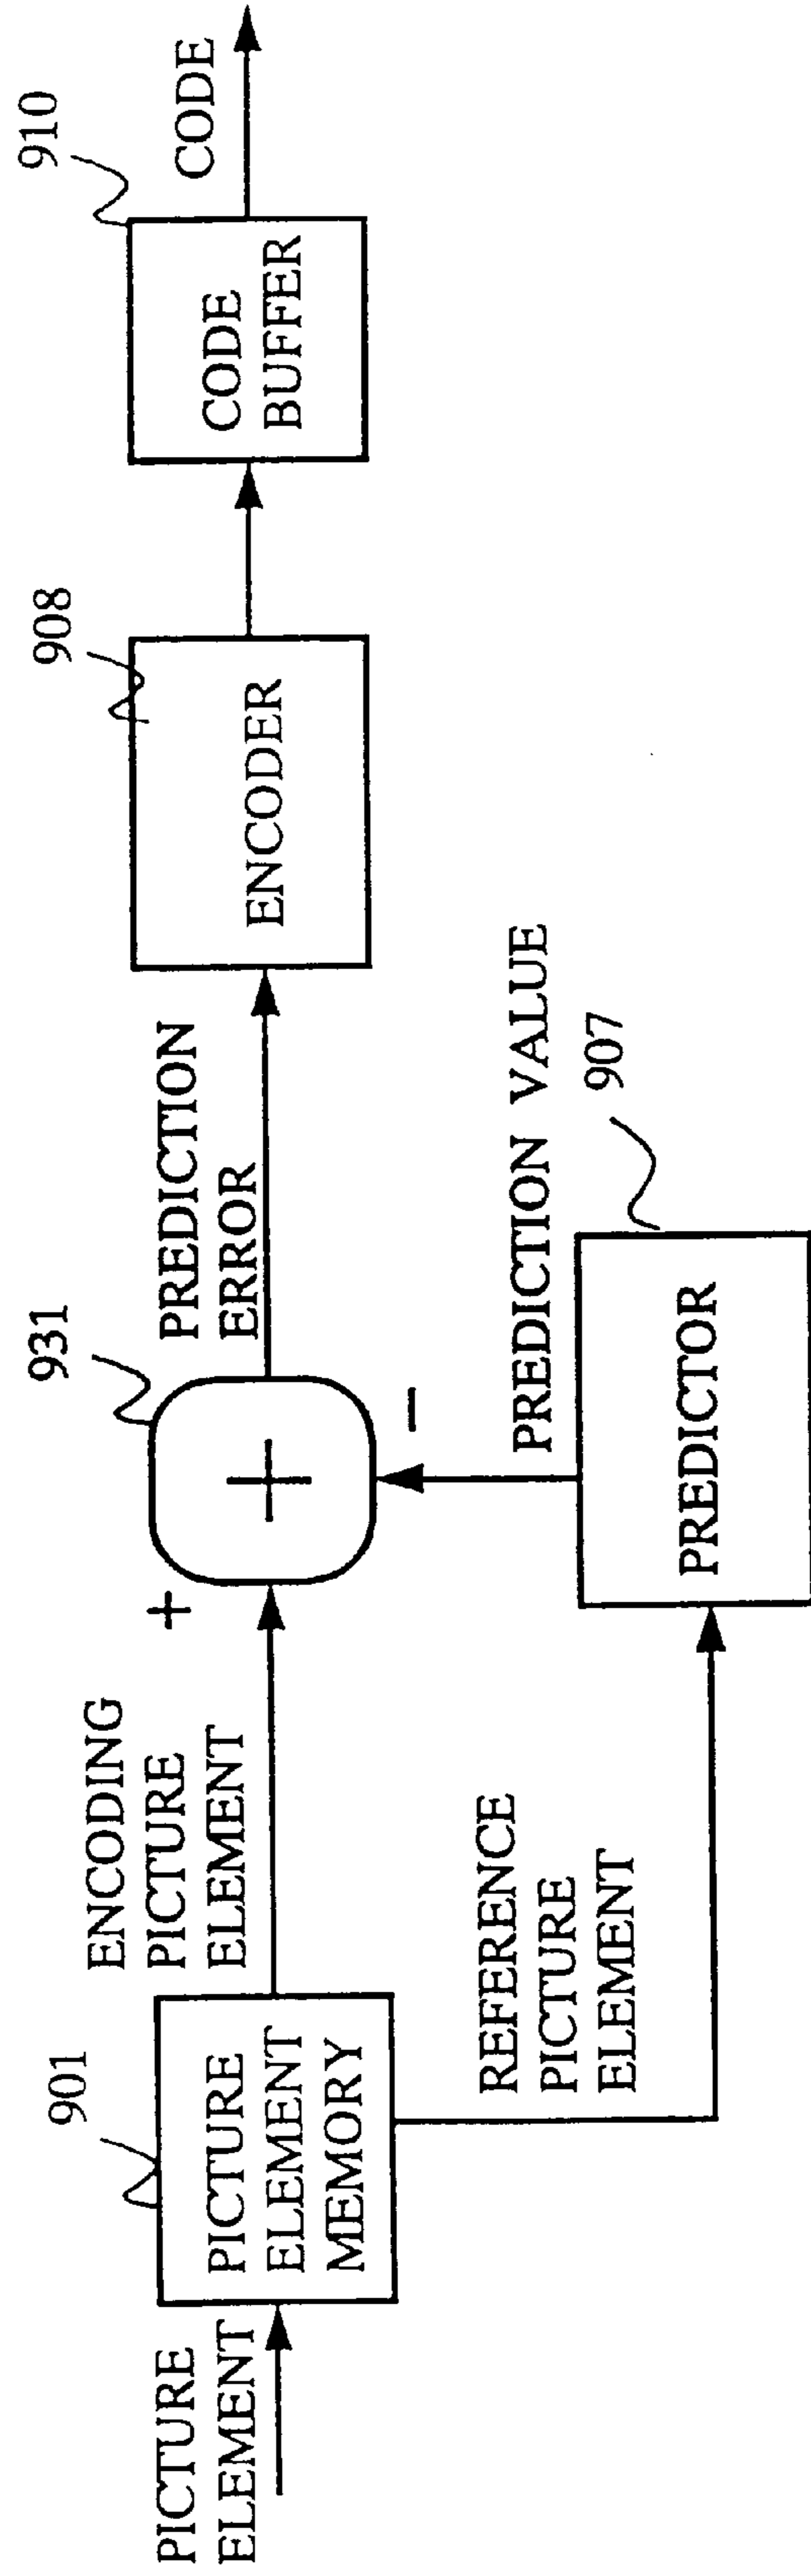 PICTURE
ELEMENT
901
PICTURE
ELEMENT
MEMORY
ENCODING
PICTURE
ELEMENT
REFERENCE
PICTURE
ELEMENT
+
931
+
−
PREDICTION
ERROR
PREDICTION VALUE
907
PREDICTOR
908
ENCODER
910
CODE
BUFFER
CODE